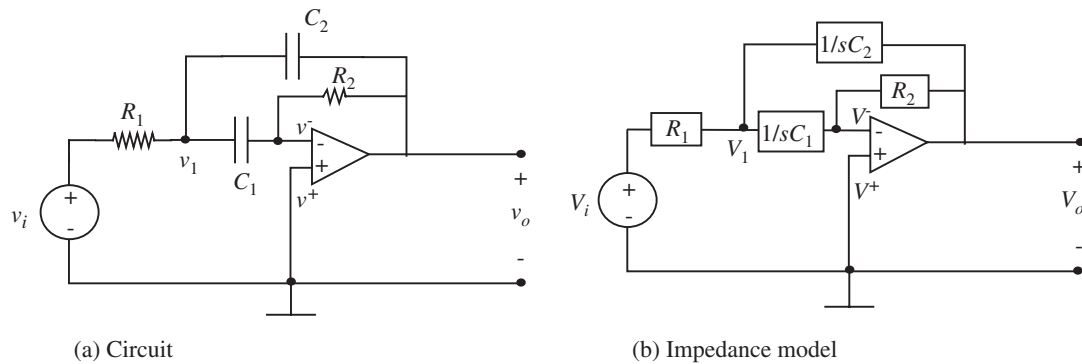 C2
R2
R1
v-
-
v1
+
C1
v+
+
vi
+
vo
-
-
(a) Circuit
1/sC2
R2
V-
R1
1/sC1
-
V1
+
V+
+
Vi
+
Vo
-
-
(b) Impedance model